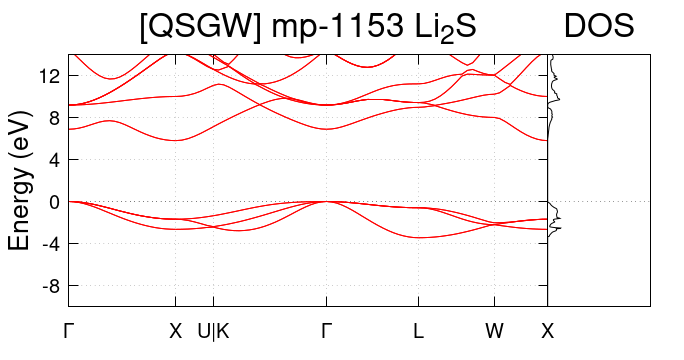 [QSGW] mp-1153 Li₂S DOS
Energy (eV)
12
8
4
0
-4
-8
Γ X U|K Γ L W X